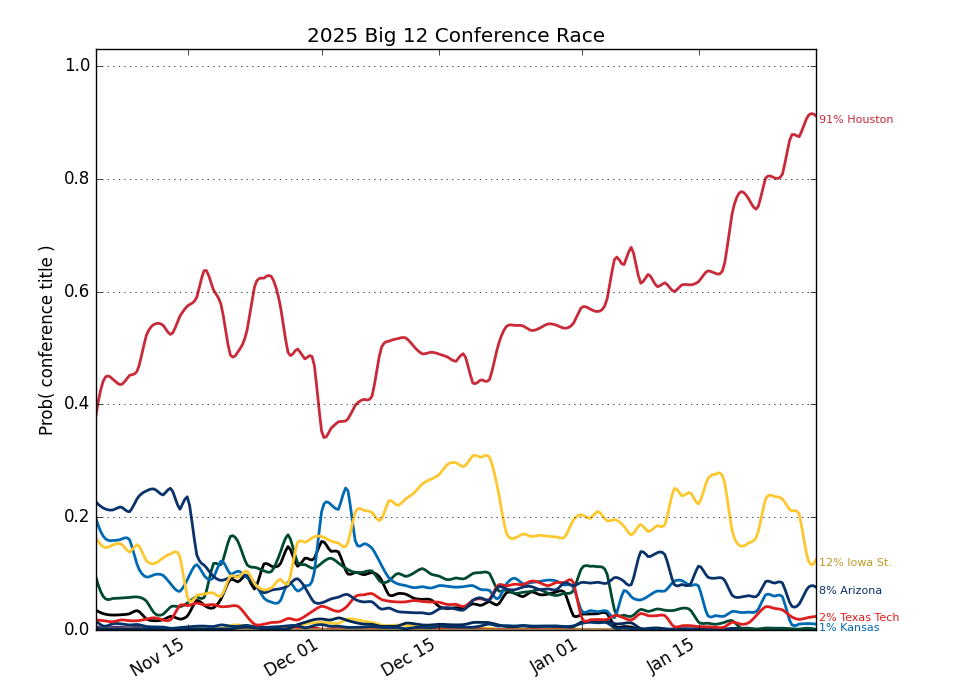 2025 Big 12 Conference Race
Prob( conference title )
1.0
0.8
0.6
0.4
0.2
0.0
91% Houston
12% Iowa St.
8% Arizona
2% Texas Tech
1% Kansas
Nov 15
Dec 01
Dec 15
Jan 01
Jan 15